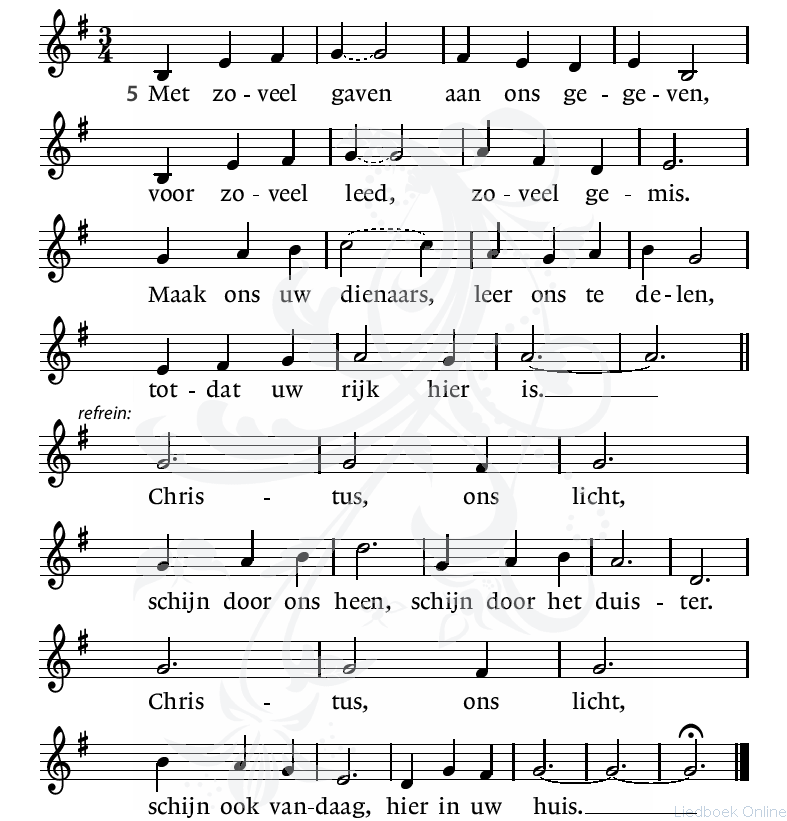 5 Met zo - veel gaven aan ons ge - ge - ven,
voor zo - veel leed, zo - veel ge - mis.
Maak ons uw dienaars, leer ons te de - len,
tot - dat uw rijk hier is.
refrein:
Chris - tus, ons licht,
schijn door ons heen, schijn door het duis - ter.
Chris - tus, ons licht,
schijn ook van-daag, hier in uw huis.
Liedboek Online